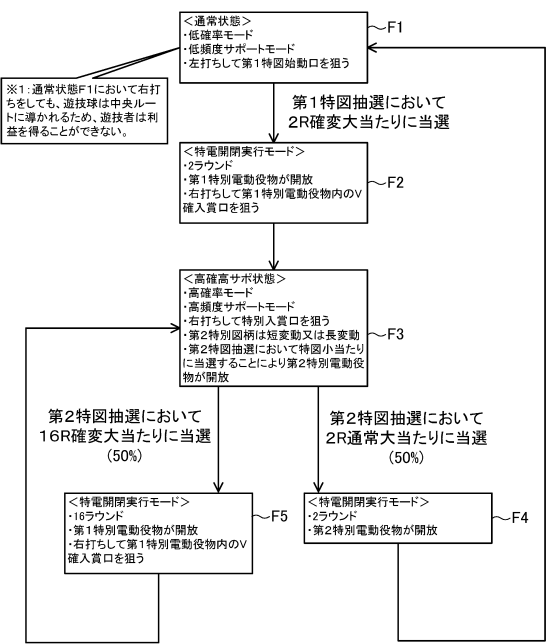 <通常状態>
・低確率モード
・低頻度サポートモード
・左打ちして第1特図始動口を狙う
F1
※1：通常状態F1において右打
ちをしても、遊技球は中央ルー
トに導かれるため、遊技者は利
益を得ることができない。
第1特図抽選において
2R確変大当たりに当選
<特電開閉実行モード>
・2ラウンド
・第1特別電動役物が開放
・右打ちして第1特別電動役物内のV
確入賞口を狙う
F2
<高確高サポ状態>
・高確率モード
・高頻度サポートモード
・右打ちして特別入賞口を狙う
・第2特別図柄は短変動又は長変動
・第2特図抽選において特図小当たり
に当選することにより第2特別電動役
物が開放
F3
第2特図抽選において
16R確変大当たりに当選
(50%)
第2特図抽選において
2R通常大当たりに当選
(50%)
<特電開閉実行モード>
・16ラウンド
・第1特別電動役物が開放
・右打ちして第1特別電動役物内のV
確入賞口を狙う
F5
<特電開閉実行モード>
・2ラウンド
・第2特別電動役物が開放
F4